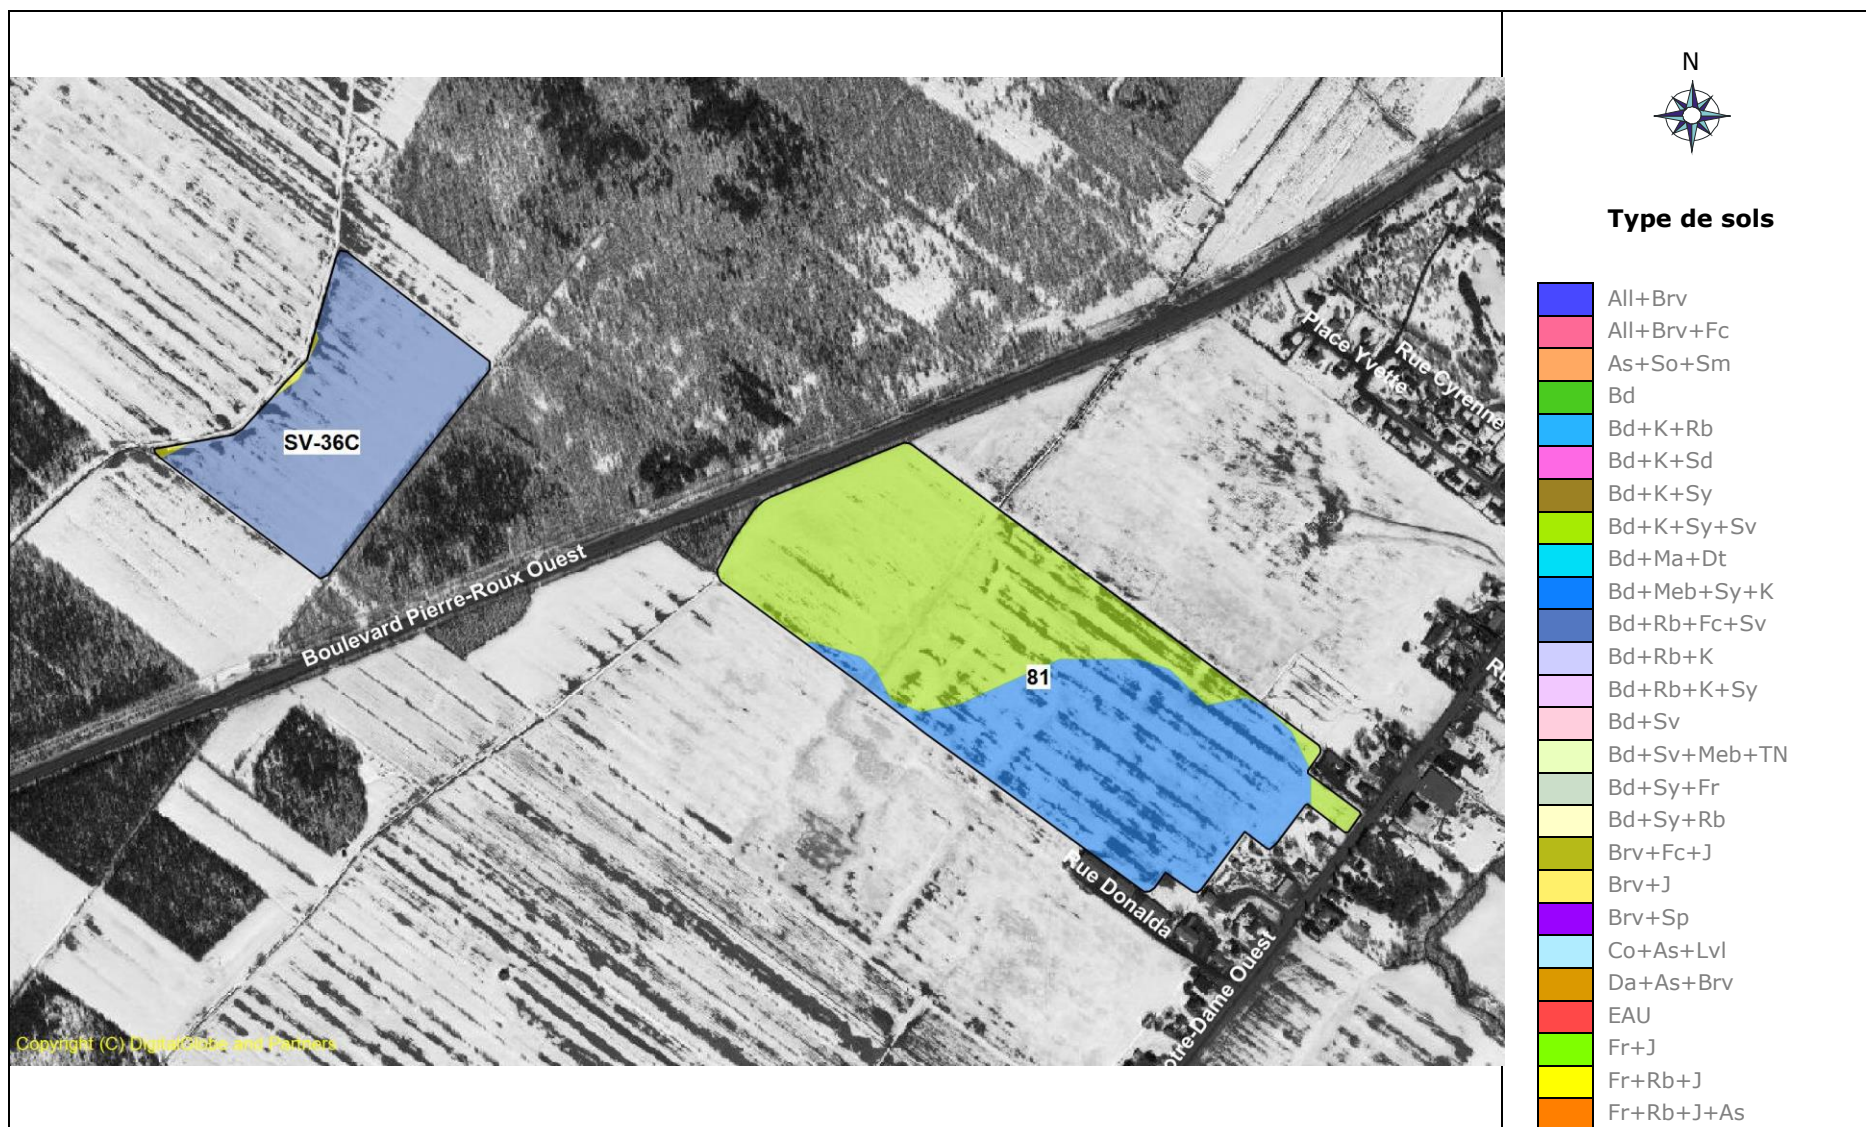 N
Type de sols
All+Brv
All+Brv+Fc
As+So+Sm
Bd
Bd+K+Rb
Bd+K+Sd
Bd+K+Sy
Bd+K+Sy+Sv
Bd+Ma+Dt
Bd+Meb+Sy+K
Bd+Rb+Fc+Sv
Bd+Rb+K
Bd+Rb+K+Sy
Bd+Sv
Bd+Sv+Meb+TN
Bd+Sy+Fr
Bd+Sy+Rb
Brv+Fc+J
Brv+J
Brv+Sp
Co+As+Lvl
Da+As+Brv
EAU
Fr+J
Fr+Rb+J
Fr+Rb+J+As
Place Yvette
Rue Cyrenne
SV-36C
Boulevard Pierre-Roux Ouest
81
Ru
Rue Donalda
otre-Dame Ouest
Copyright (C) DigitalGlobe and Partners